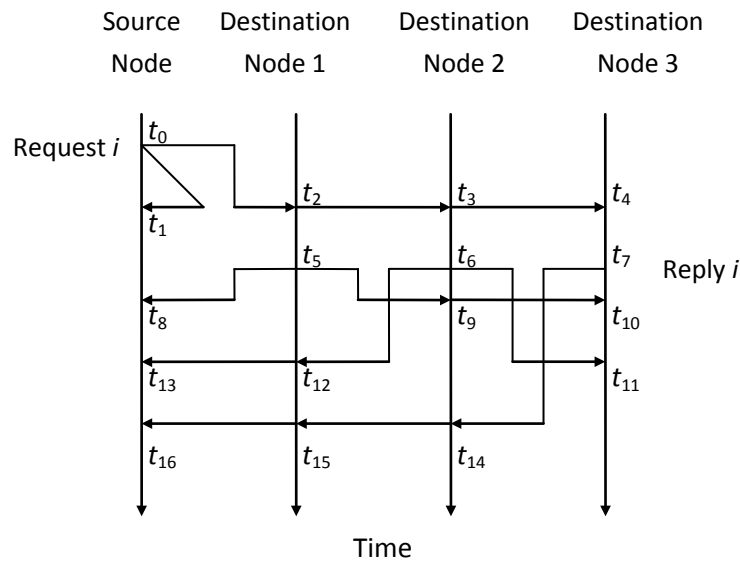 Source Node
Destination Node 1
Destination Node 2
Destination Node 3
t0
Request i
t1
t2
t3
t4
t5
t6
t7
Reply i
t8
t9
t10
t13
t12
t11
t16
t15
t14
Time